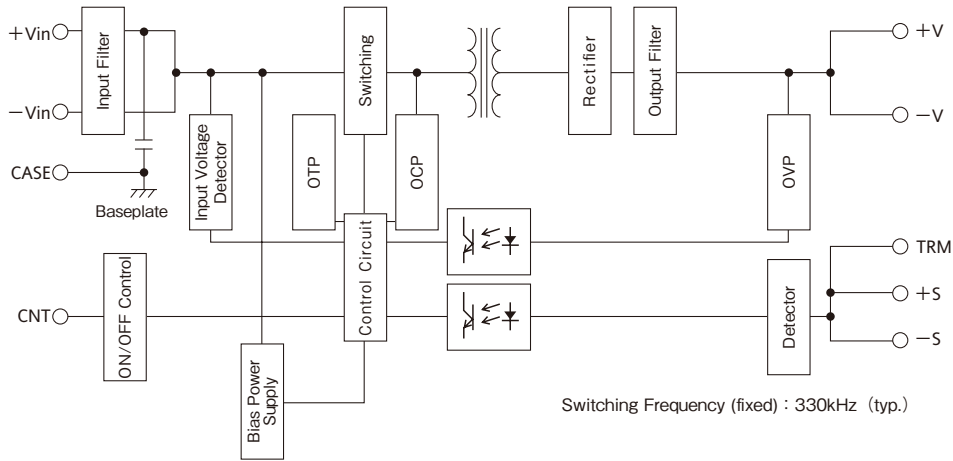 +Vin
−Vin
CASE
CNT
Input Filter
Baseplate
ON/OFF Control
Input Voltage
Detector
Bias Power
Supply
OTP
Switching
OCP
Control Circuit
Rectifier
Output Filter
OVP
Detector
+V
−V
TRM
+S
−S
Switching Frequency (fixed) : 330kHz (typ.)